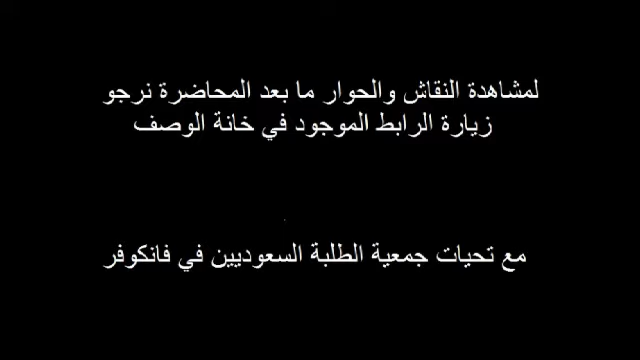 لمشاهدة النقاش والحوار ما بعد المحاضرة نرجو
زيارة الرابط الموجود في خانة الوصف
مع تحيات جمعية الطلبة السعوديين في فانكوفر